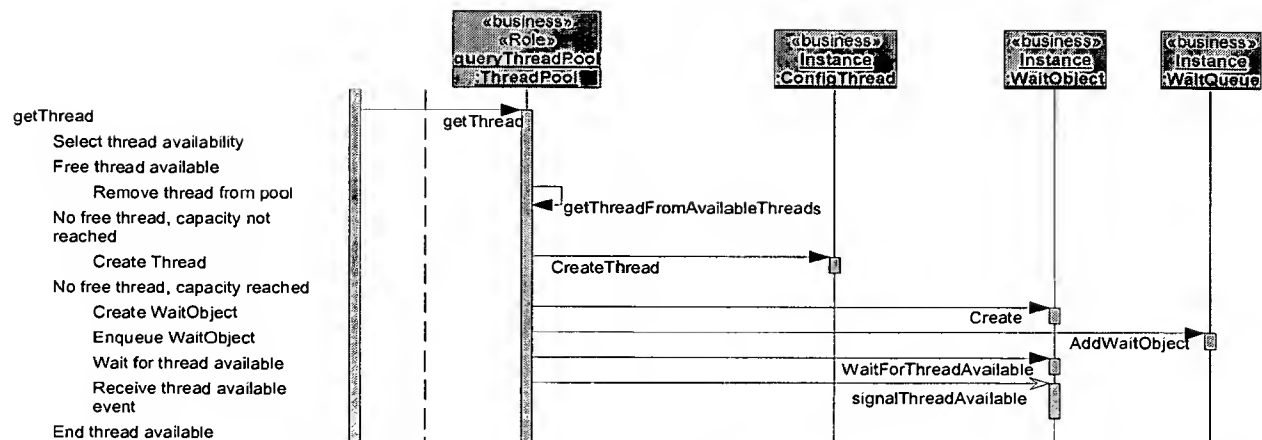 «business»
«Role»
queryThreadPool
:ThreadPool
«business»
Instance
:ConfigThread
«business»
Instance
:WaitObject
«business»
Instance
:WaitQueue
getThread
Select thread availability
Free thread available
Remove thread from pool
No free thread, capacity not
reached
Create Thread
No free thread, capacity reached
Create WaitObject
Enqueue WaitObject
Wait for thread available
Receive thread available
event
End thread available
getThread
getThreadFromAvailableThreads
CreateThread
Create
AddWaitObject
WaitForThreadAvailable
signalThreadAvailable